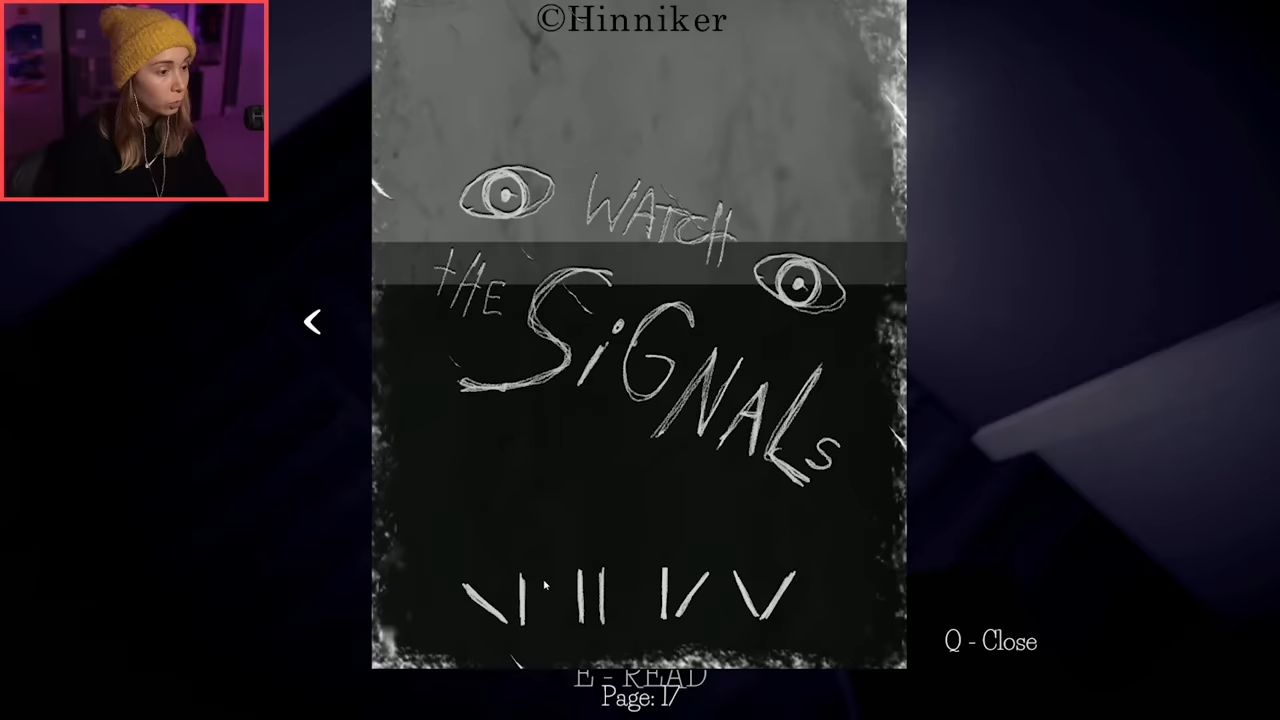 ©Hinniker
WATCH
tHE SiGNALs
Q - Close
E - READ
Page: 17